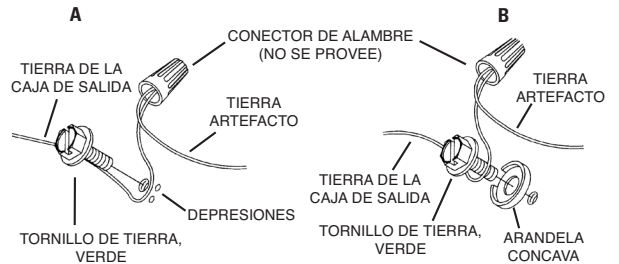 A
B
CONECTOR DE ALAMBRE
(NO SE PROVEE)
TIERRA DE LA
CAJA DE SALIDA
TIERRA
ARTEFACTO
DEPRESIONES
TORNILLO DE TIERRA,
VERDE
TIERRA
ARTEFACTO
TIERRA DE LA
CAJA DE SALIDA
TORNILLO DE TIERRA,
VERDE
ARANDELA
CONCAVA